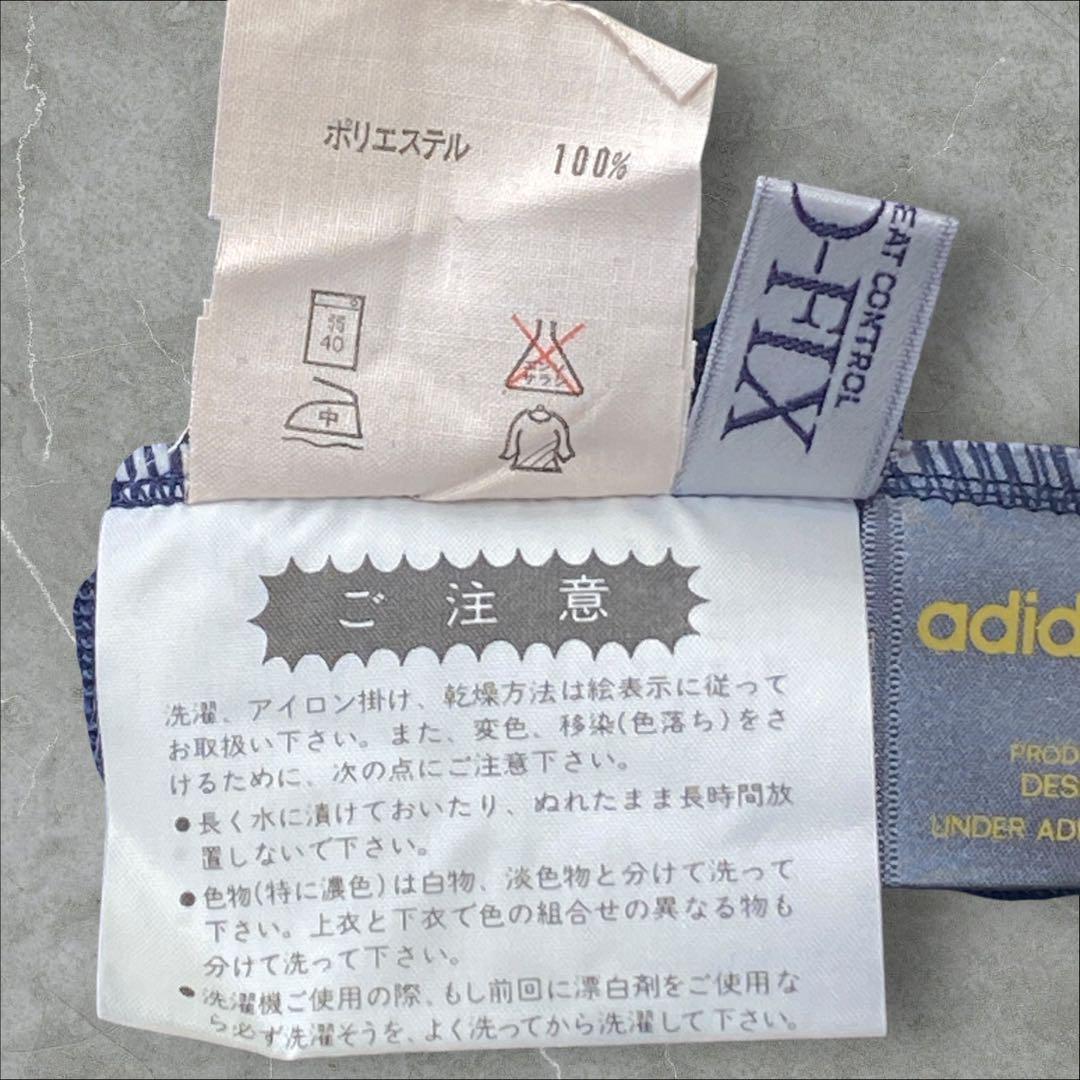 ポリエステル 100%
弱
40
エンソ
サラシ
中
EAT CONTROL
O-FIX
ご注意
洗濯、アイロン掛け、乾燥方法は絵表示に従って
お取扱い下さい。また、変色、移染(色落ち)をさ
けるために、次の点にご注意下さい。
●長く水に漬けておいたり、ぬれたまま長時間放
置しないで下さい。
●色物(特に濃色)は白物、淡色物と分けて洗って
下さい。上衣と下衣で色の組合せの異なる物も
分けて洗って下さい。
●洗濯機ご使用の際、もし前回に漂白剤をご使用な
ら必ず洗濯そうを、よく洗ってから洗濯して下さい。
adid
PROD
DES
UNDER ADI